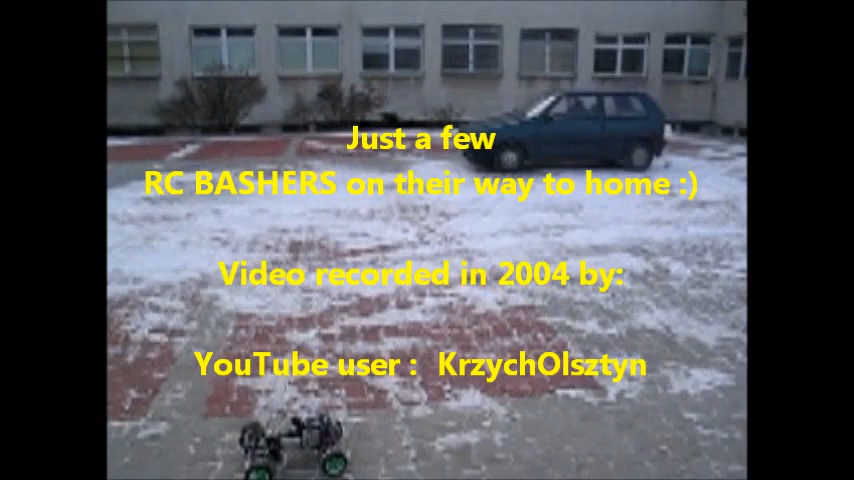 Just a few
RC BASHERS on their way to home :)
Video recorded in 2004 by:
YouTube user : KrzychOlsztyn